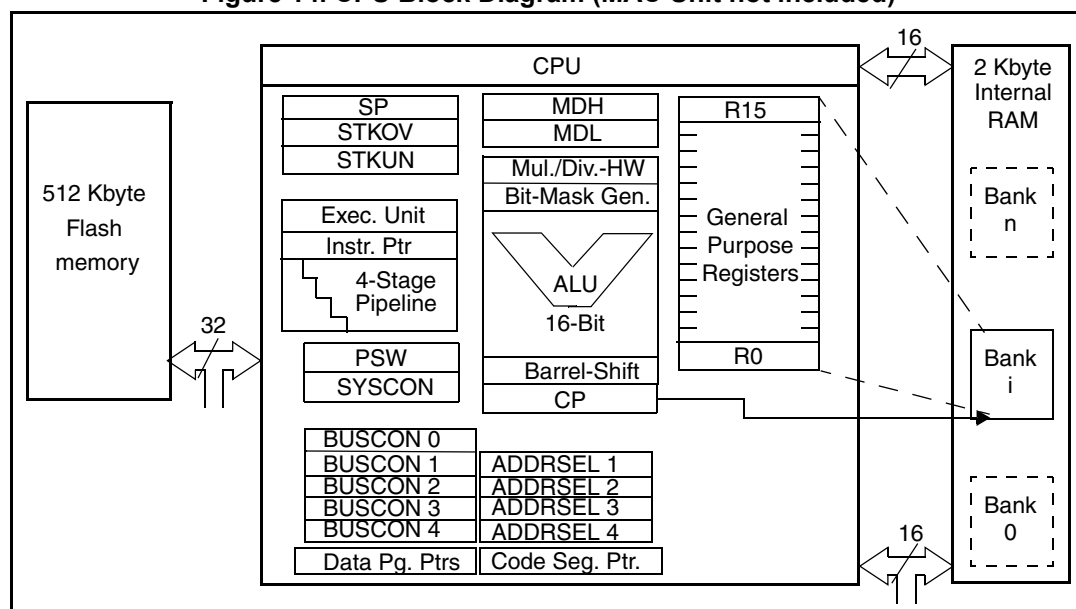 Figure 14. CPU Block Diagram (MAC Unit not included)
16
CPU
2 Kbyte
Internal
RAM
SP
STKOV
STKUN
MDH
MDL
R15
Mul./Div.-HW
Bit-Mask Gen.
512 Kbyte
Flash
memory
Exec. Unit
Instr. Ptr
4-Stage
Pipeline
ALU
16-Bit
General
Purpose
Registers
Bank
n
32
PSW
SYSCON
Barrel-Shift
CP
R0
Bank
i
BUSCON 0
BUSCON 1
BUSCON 2
BUSCON 3
BUSCON 4
ADDRSEL 1
ADDRSEL 2
ADDRSEL 3
ADDRSEL 4
Data Pg. Ptrs
Code Seg. Ptr.
Bank
0
16